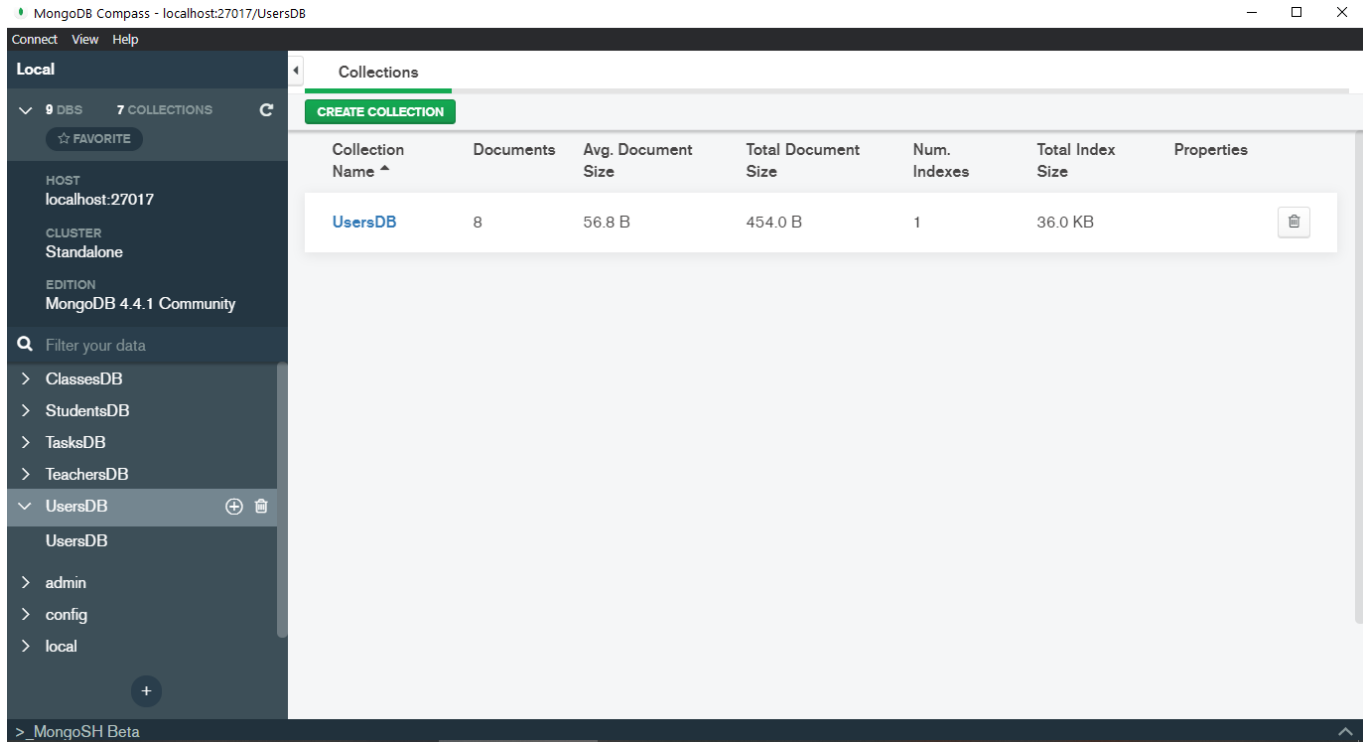 MongoDB Compass - localhost:27017/UsersDB
Connect View Help
Local
9 DBS 7 COLLECTIONS
FAVORITE
HOST
localhost:27017
CLUSTER
Standalone
EDITION
MongoDB 4.4.1 Community
Filter your data
ClassesDB
StudentsDB
TasksDB
TeachersDB
UsersDB
UsersDB
admin
config
local
+
>_MongoSH Beta
Collections
CREATE COLLECTION
Collection Name
Documents
Avg. Document Size
Total Document Size
Num. Indexes
Total Index Size
Properties
UsersDB 8 56.8 B 454.0 B 1 36.0 KB